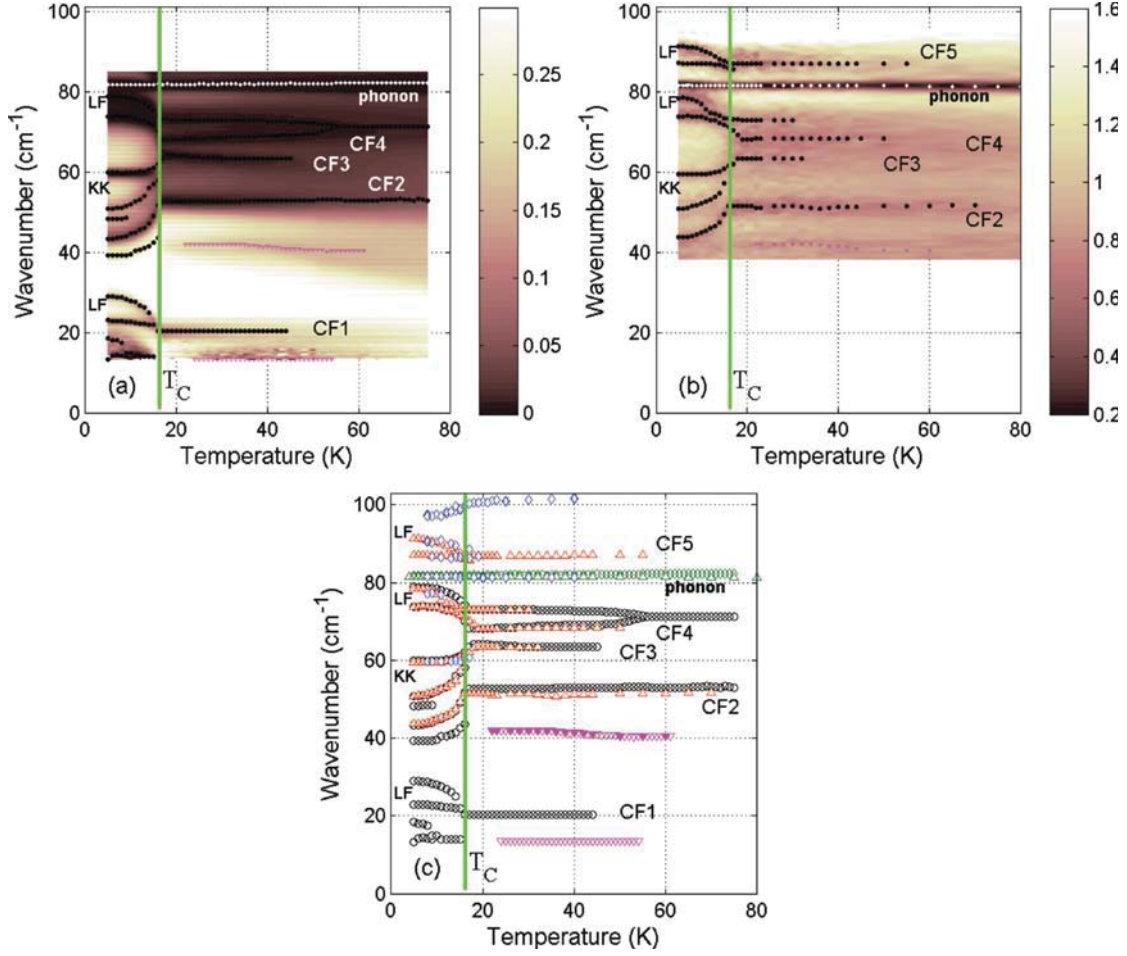 100
80
60
40
20
0
Wavenumber (cm⁻¹)
LF
KK
LF
phonon
CF4
CF3
CF2
CF1
(a)
T_C
0 20 40 60 80
Temperature (K)
0.25
0.2
0.15
0.1
0.05
0
100
80
60
40
20
0
Wavenumber (cm⁻¹)
LF
LF
KK
CF5
phonon
CF4
CF3
CF2
(b)
T_C
0 20 40 60 80
Temperature (K)
1.6
1.4
1.2
1
0.8
0.6
0.4
0.2
100
80
60
40
20
0
Wavenumber (cm⁻¹)
LF
LF
KK
LF
CF5
phonon
CF4
CF3
CF2
CF1
(c)
T_C
0 20 40 60 80
Temperature (K)